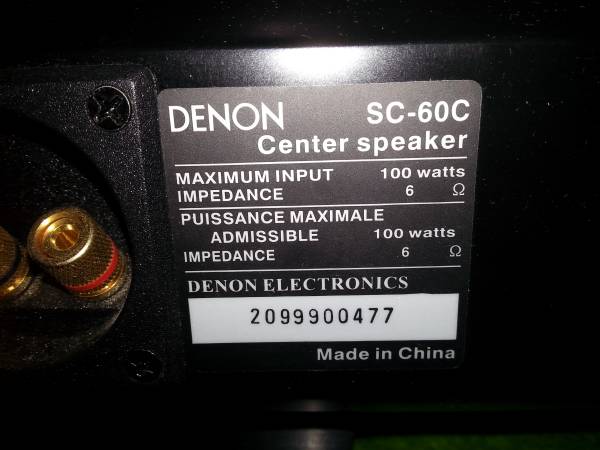 DENON SC-60C
Center speaker
MAXIMUM INPUT 100 watts
IMPEDANCE 6 Ω
PUISSANCE MAXIMALE
ADMISSIBLE 100 watts
IMPEDANCE 6 Ω
DENON ELECTRONICS
2099900477
Made in China